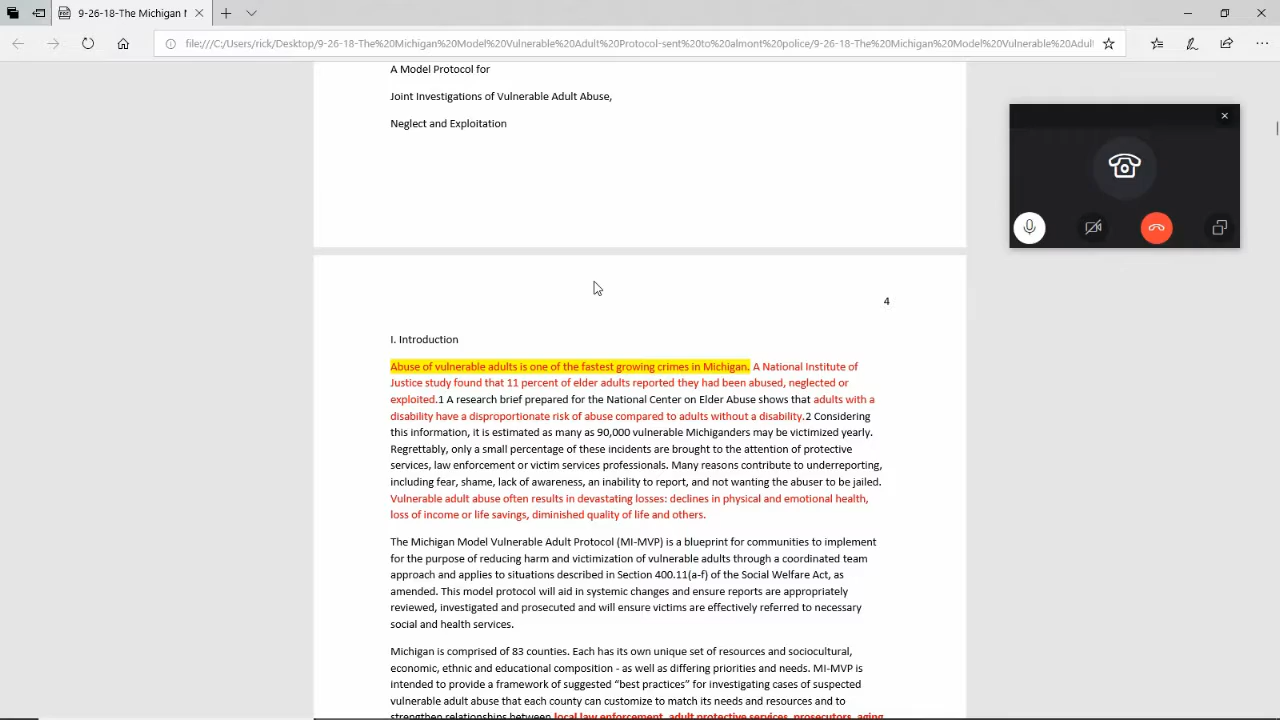 9-26-18-The Michigan M
file:///C:/Users/rick/Desktop/9-26-18-The%20Michigan%20Model%20Vulnerable%20Adult%20Protocol-sent%20to%20almont%20police/9-26-18-The%20Michigan%20Model%20Vulnerable%20Adul
A Model Protocol for
Joint Investigations of Vulnerable Adult Abuse,
Neglect and Exploitation
4
I. Introduction
Abuse of vulnerable adults is one of the fastest growing crimes in Michigan. A National Institute of
Justice study found that 11 percent of elder adults reported they had been abused, neglected or
exploited.1 A research brief prepared for the National Center on Elder Abuse shows that adults with a
disability have a disproportionate risk of abuse compared to adults without a disability.2 Considering
this information, it is estimated as many as 90,000 vulnerable Michiganders may be victimized yearly.
Regrettably, only a small percentage of these incidents are brought to the attention of protective
services, law enforcement or victim services professionals. Many reasons contribute to underreporting,
including fear, shame, lack of awareness, an inability to report, and not wanting the abuser to be jailed.
Vulnerable adult abuse often results in devastating losses: declines in physical and emotional health,
loss of income or life savings, diminished quality of life and others.
The Michigan Model Vulnerable Adult Protocol (MI-MVP) is a blueprint for communities to implement
for the purpose of reducing harm and victimization of vulnerable adults through a coordinated team
approach and applies to situations described in Section 400.11(a-f) of the Social Welfare Act, as
amended. This model protocol will aid in systemic changes and ensure reports are appropriately
reviewed, investigated and prosecuted and will ensure victims are effectively referred to necessary
social and health services.
Michigan is comprised of 83 counties. Each has its own unique set of resources and sociocultural,
economic, ethnic and educational composition - as well as differing priorities and needs. MI-MVP is
intended to provide a framework of suggested “best practices” for investigating cases of suspected
vulnerable adult abuse that each county can customize to match its needs and resources and to
strengthen relationships between local law enforcement, adult protective services, prosecutors, aging